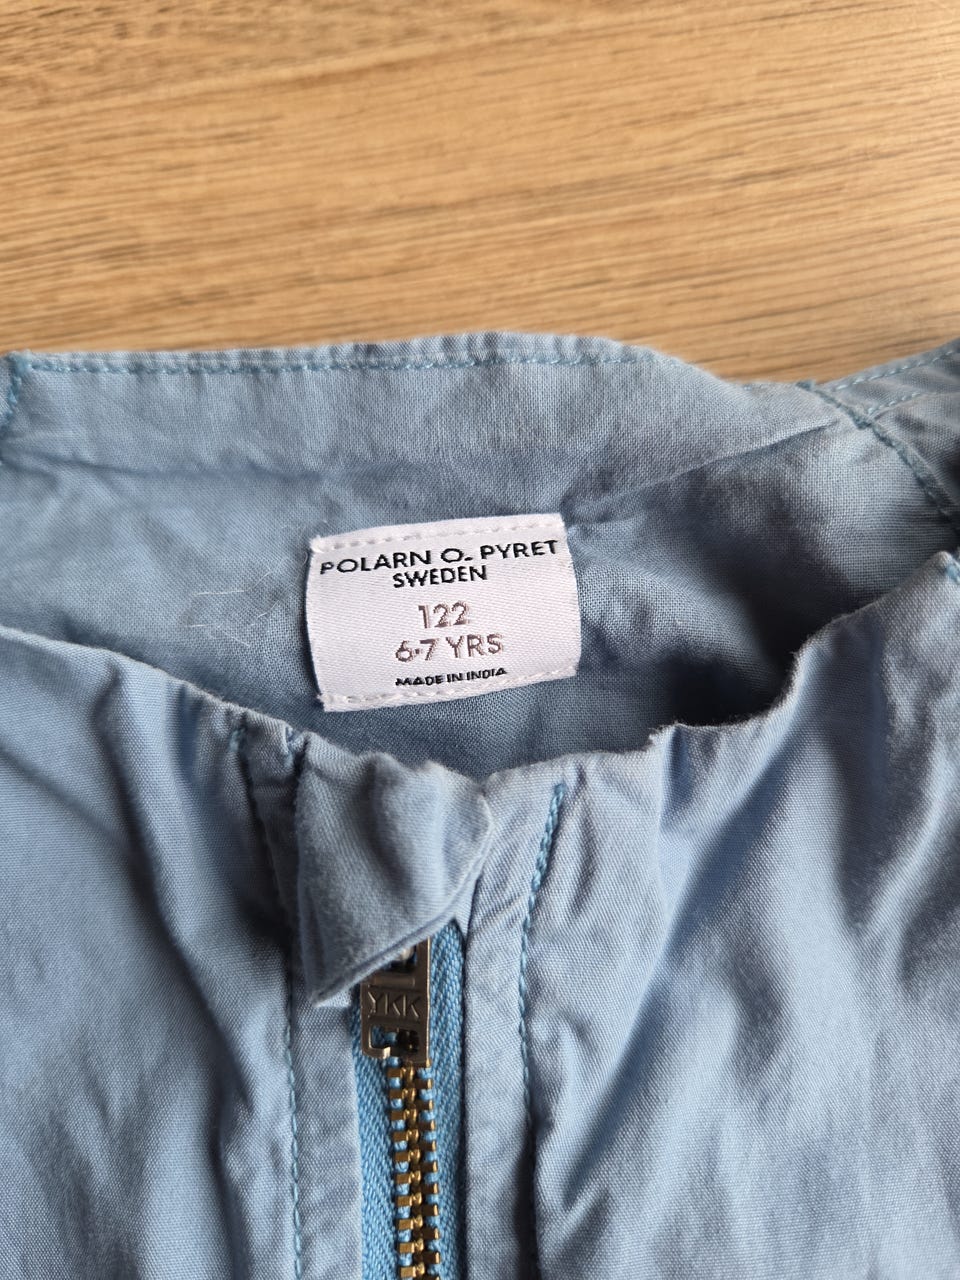 POLARN O. PYRET
SWEDEN
122
6-7 YRS
MADE IN INDIA
YKK